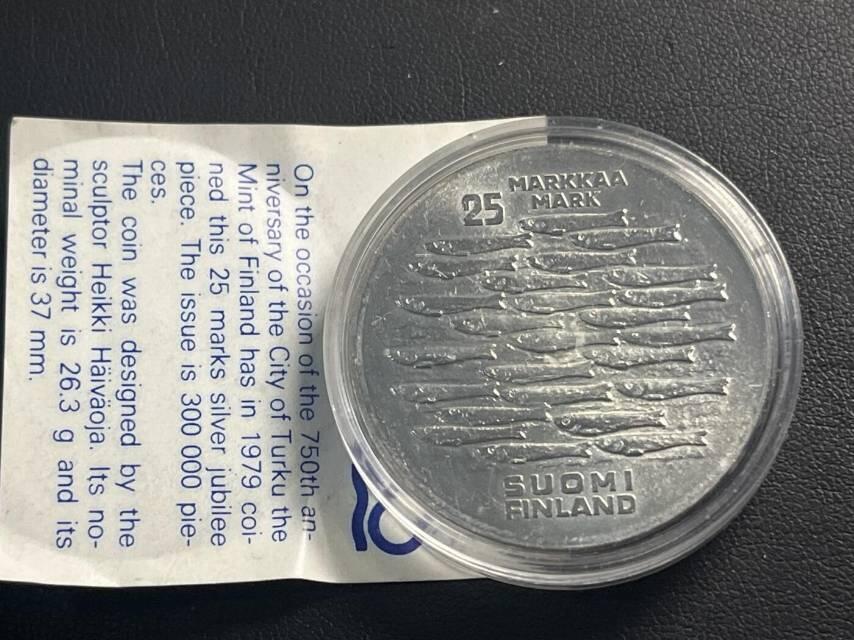 On the occasion of the 750th an-
niversary of the City of Turku the
Mint of Finland has in 1979 coi-
ned this 25 marks silver jubilee
piece. The issue is 300 000 pie-
ces.
The coin was designed by the
sculptor Heikki Häiväoja. Its no-
minal weight is 26.3 g and its
diameter is 37 mm.
25 MARKKAA
MARK
SUOMI
FINLAND